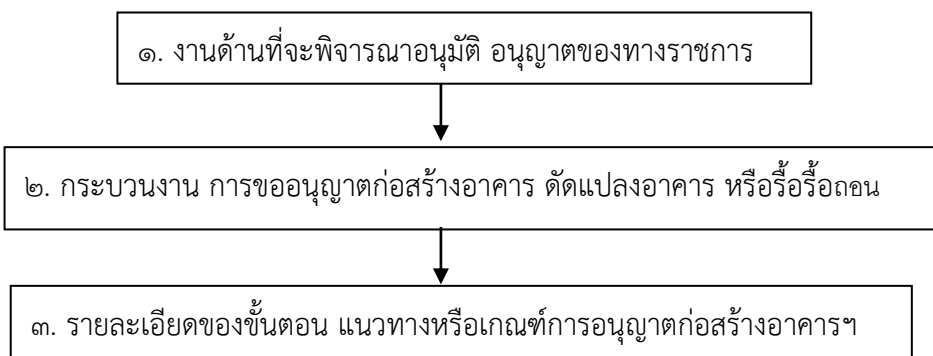 ๑. งานด้านที่จะพิจารณาอนุมัติ อนุญาตของทางราชการ
๒. กระบวนงาน การขออนุญาตก่อสร้างอาคาร ดัดแปลงอาคาร หรือรื้อรื้อถอน
๓. รายละเอียดของขั้นตอน แนวทางหรือเกณฑ์การอนุญาตก่อสร้างอาคารฯ